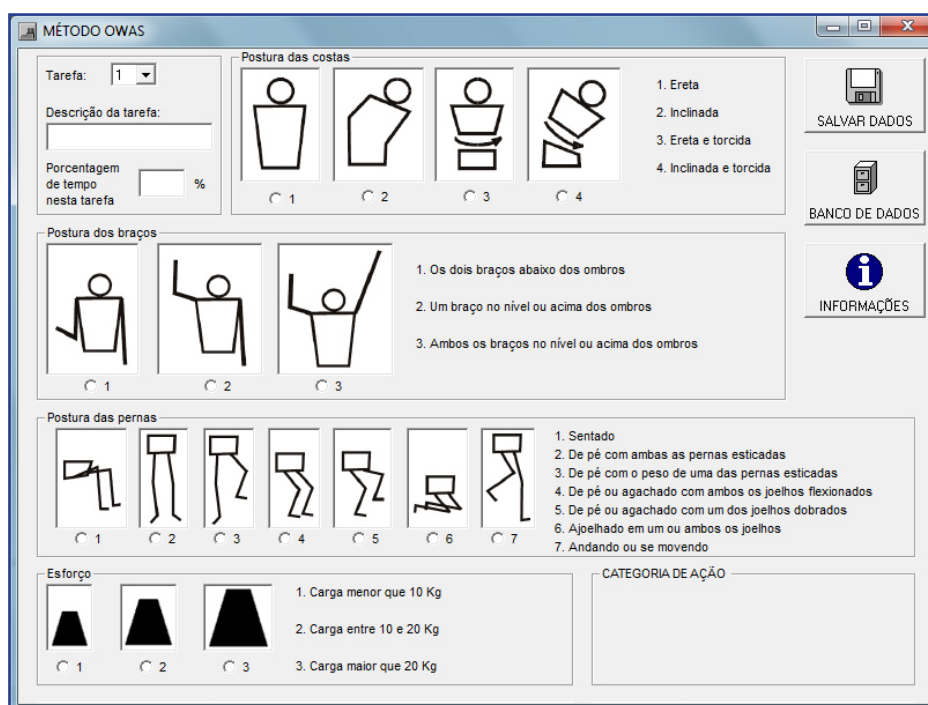 MÉTODO OWAS
Tarefa: 1
Descrição da tarefa:
Porcentagem
de tempo
nesta tarefa
%
Postura das costas
1 2 3 4
1. Ereta
2. Inclinada
3. Ereta e torcida
4. Inclinada e torcida
SALVAR DADOS
BANCO DE DADOS
INFORMAÇÕES
Postura dos braços
1 2 3
1. Os dois braços abaixo dos ombros
2. Um braço no nível ou acima dos ombros
3. Ambos os braços no nível ou acima dos ombros
Postura das pernas
1 2 3 4 5 6 7
1. Sentado
2. De pé com ambas as pernas esticadas
3. De pé com o peso de uma das pernas esticadas
4. De pé ou agachado com ambos os joelhos flexionados
5. De pé ou agachado com um dos joelhos dobrados
6. Ajoelhado em um ou ambos os joelhos
7. Andando ou se movendo
Esforço
1 2 3
1. Carga menor que 10 Kg
2. Carga entre 10 e 20 Kg
3. Carga maior que 20 Kg
CATEGORIA DE AÇÃO